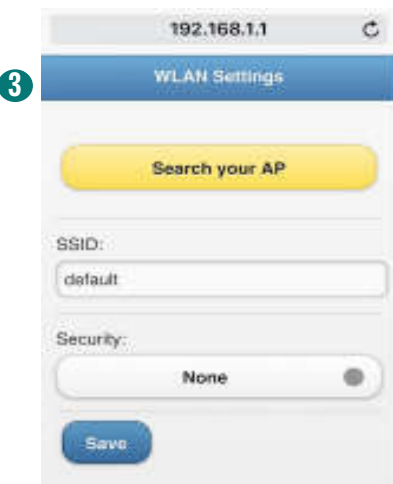 192.168.1.1
3
WLAN Settings
Search your AP
SSID:
default
Security:
None
Save